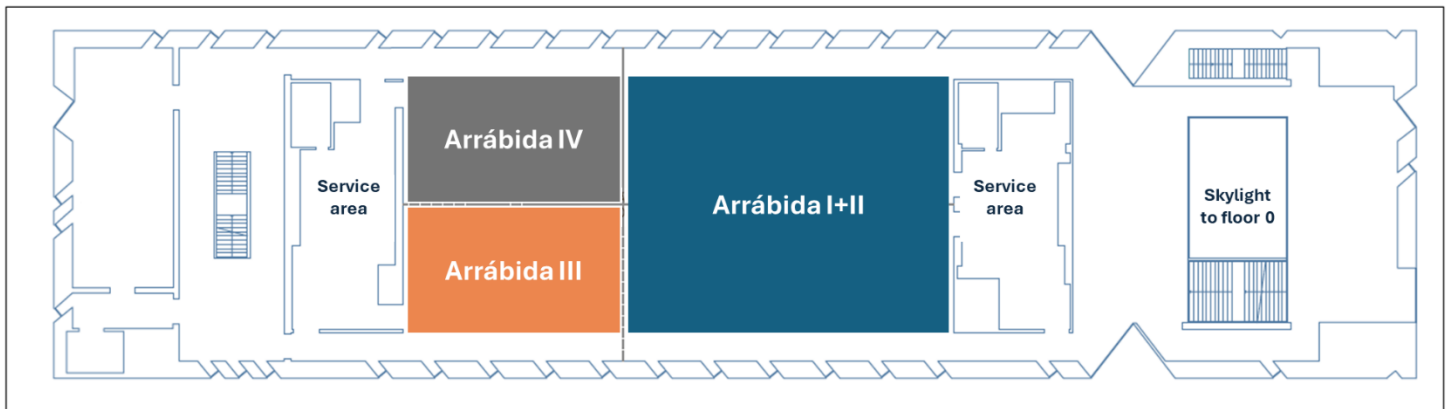 Arrábida IV
Service
area
Arrábida I+II
Service
area
Skylight
to floor 0
Arrábida III